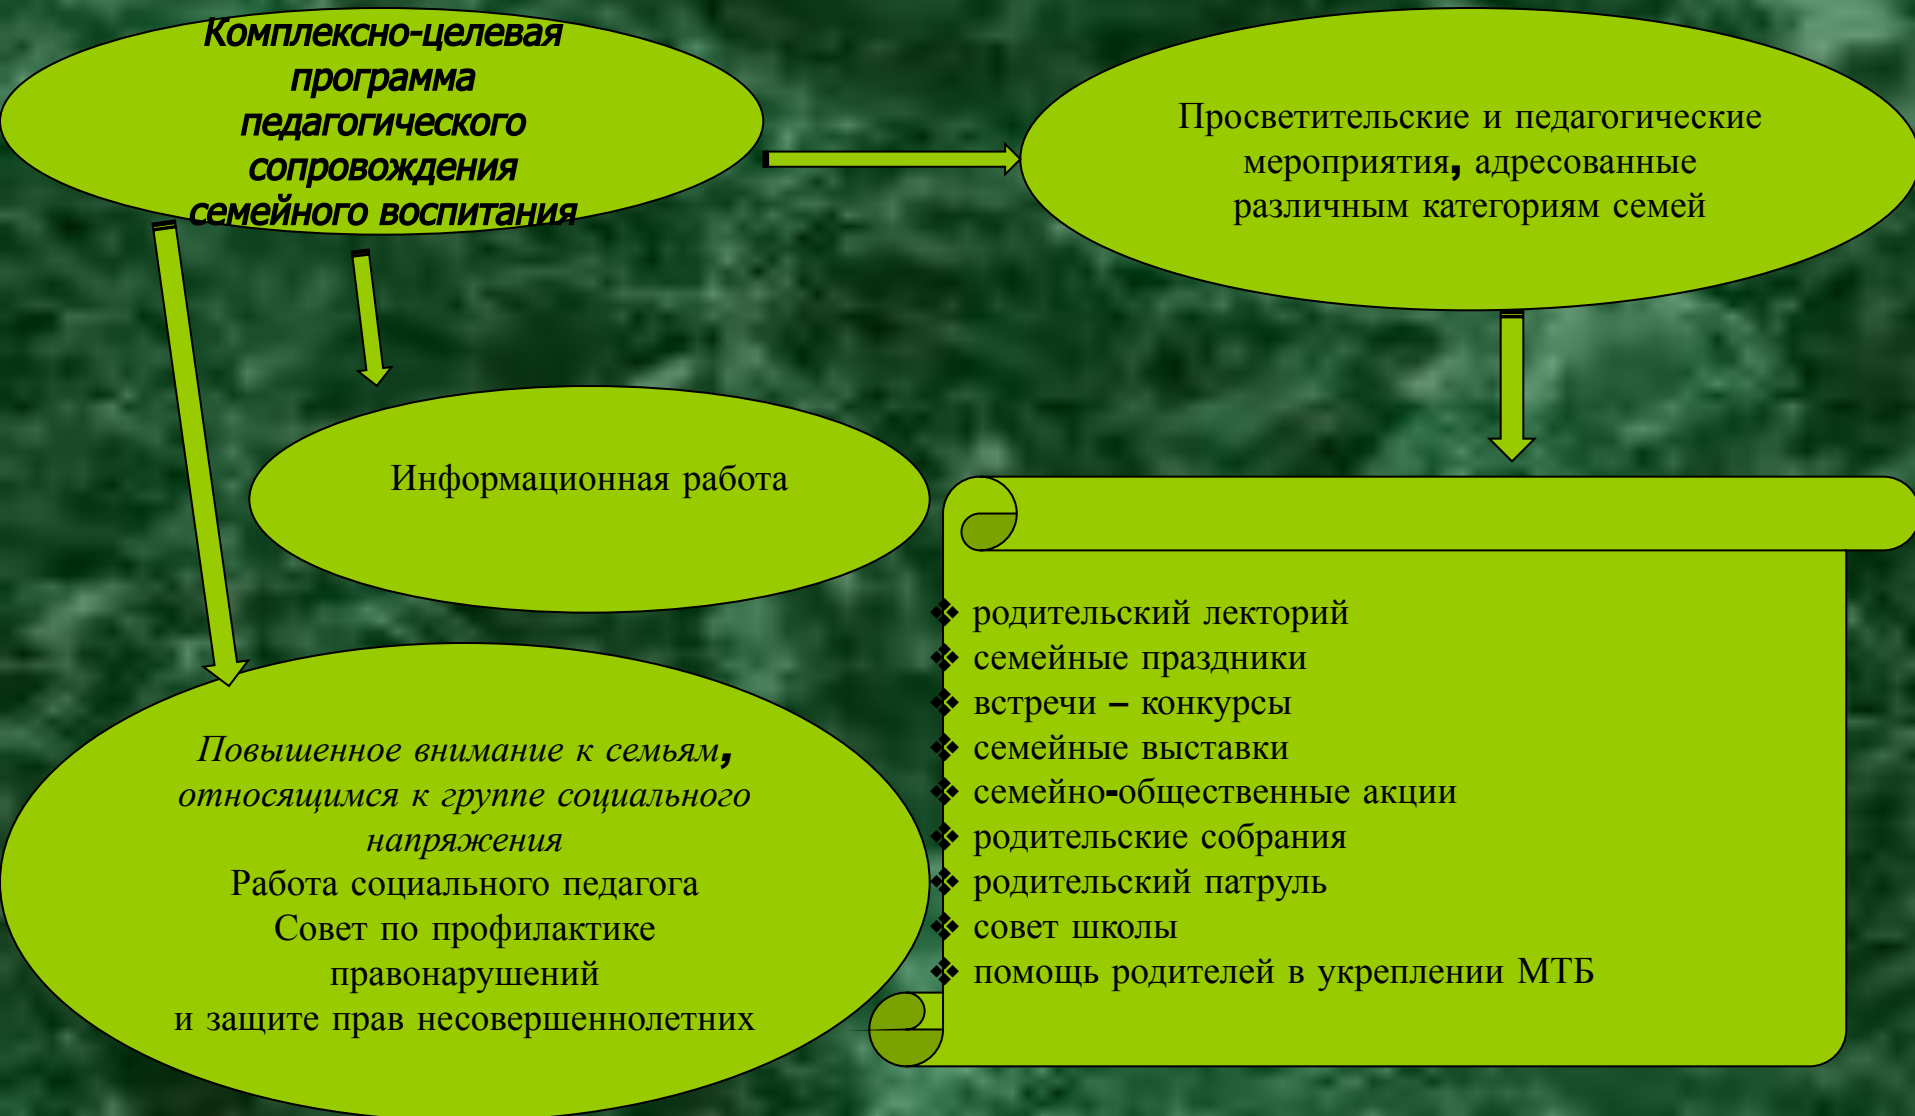 Комплексно-целевая
программа
педагогического
сопровождения
семейного воспитания
Просветительские и педагогические
мероприятия, адресованные
различным категориям семей
Информационная работа
Повышенное внимание к семьям,
относящимся к группе социального
напряжения
Работа социального педагога
Совет по профилактике
правонарушений
и защите прав несовершеннолетних
❖ родительский лекторий
❖ семейные праздники
❖ встречи – конкурсы
❖ семейные выставки
❖ семейно-общественные акции
❖ родительские собрания
❖ родительский патруль
❖ совет школы
❖ помощь родителей в укреплении МТБ